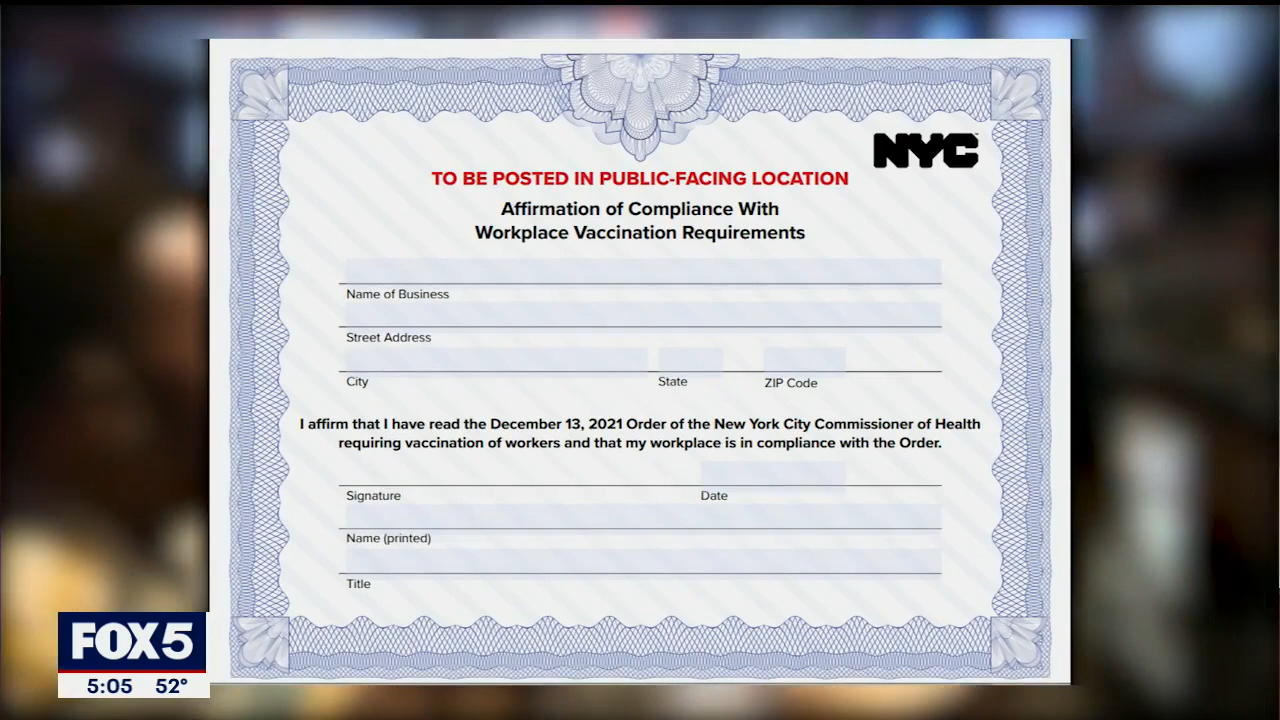 NYC
TO BE POSTED IN PUBLIC-FACING LOCATION
Affirmation of Compliance With
Workplace Vaccination Requirements
Name of Business
Street Address
City State ZIP Code
I affirm that I have read the December 13, 2021 Order of the New York City Commissioner of Health
requiring vaccination of workers and that my workplace is in compliance with the Order.
Signature Date
Name (printed)
Title
FOX5
5:05 52°